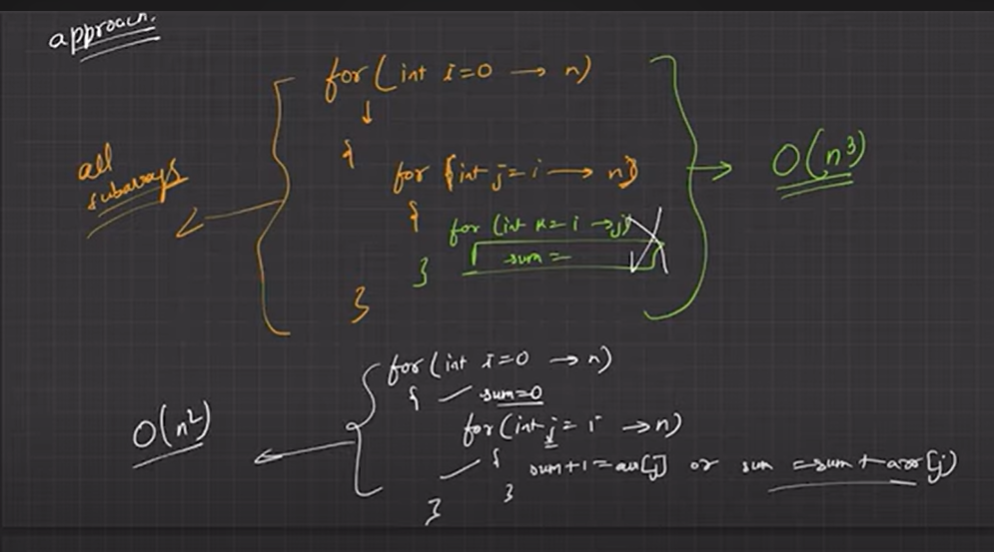 approach.
for (int i=0 → n)
↓
{
all
subarrays
for (int j=i → n)
{
for (int k=i → j)
sum =
}
}
O(n³)
for (int i=0 → n)
{ sum=0
for (int j=i → n)
{ sum+1=arr[j] or sum =sum+arr[j)
}
}
O(n²)